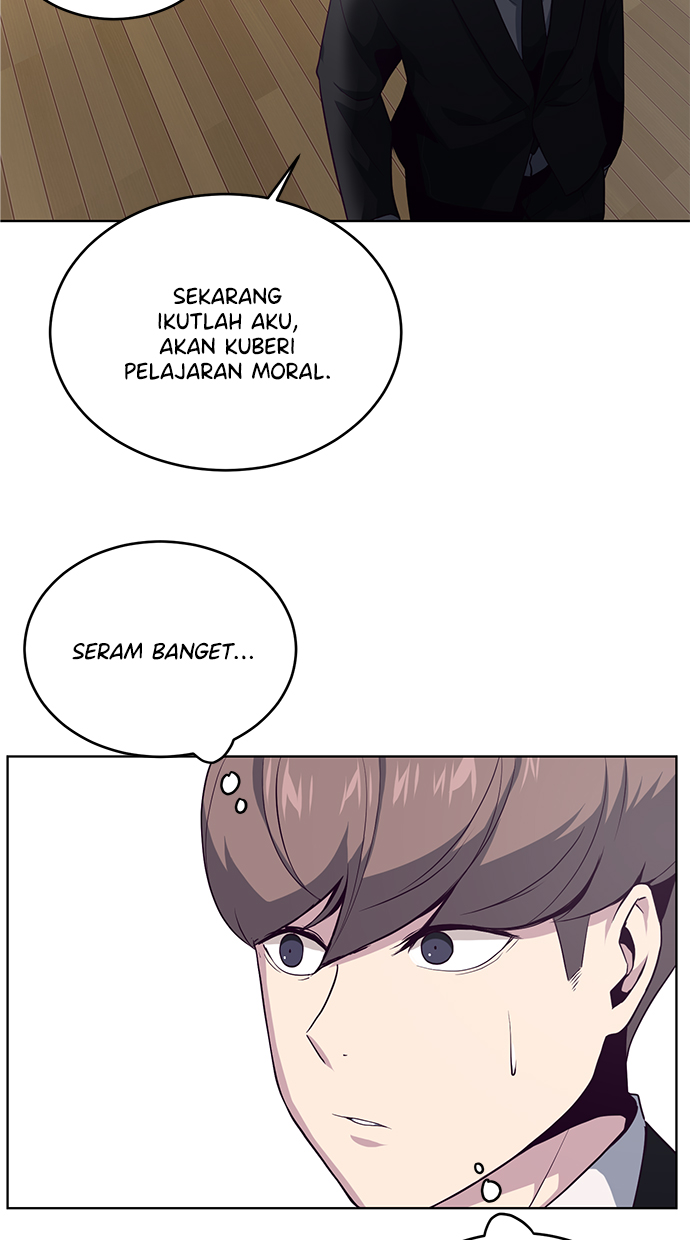 SEKARANG
IKUTLAH AKU,
AKAN KUBERI
PELAJARAN MORAL.
SERAM BANGET...